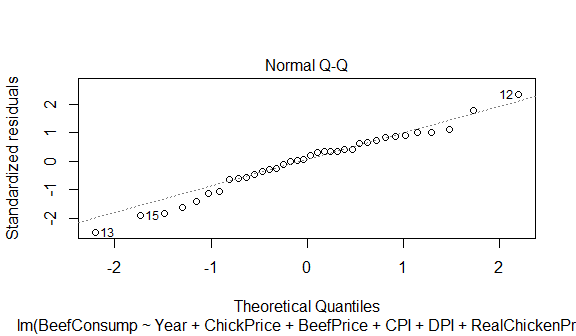 Normal Q-Q
Standardized residuals
2
1
0
-1
-2
12
15
13
-2 -1 0 1 2
Theoretical Quantiles
lm(BeefConsump ~ Year + ChickPrice + BeefPrice + CPI + DPI + RealChickenPr